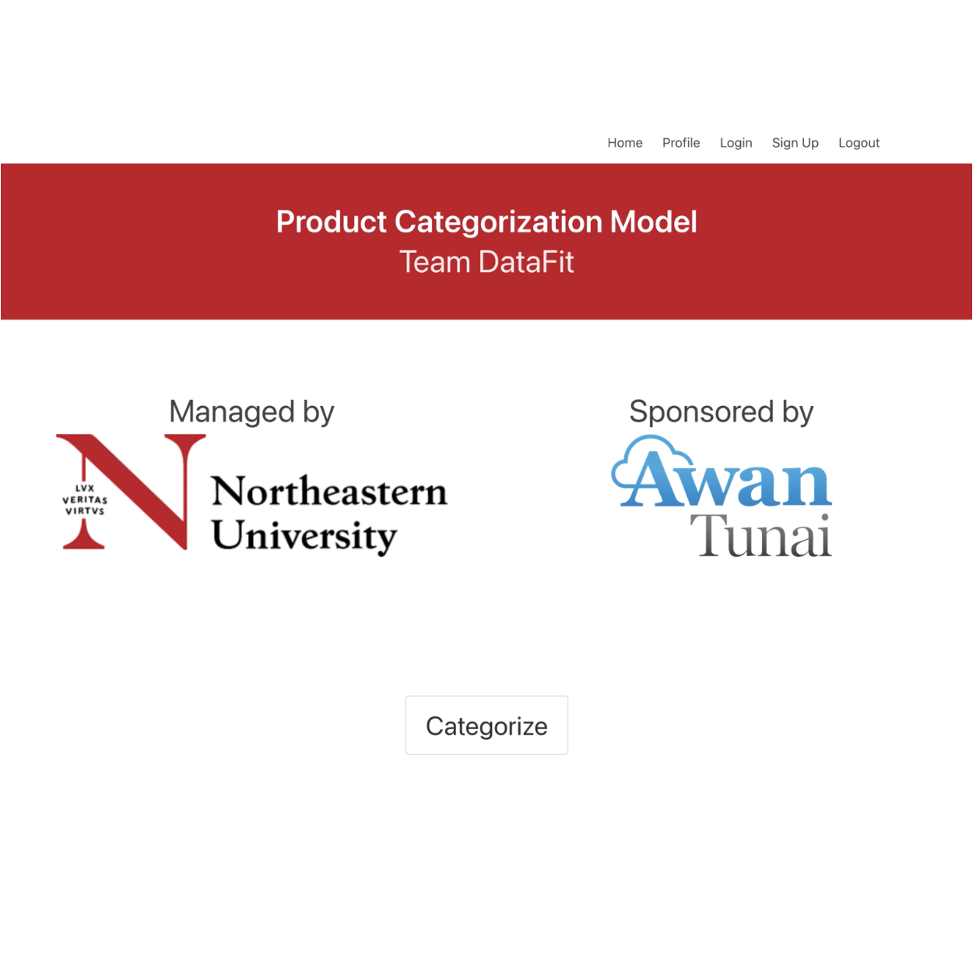 Home Profile Login Sign Up Logout
Product Categorization Model
Team DataFit
Managed by
LVX
VERITAS
VIRTVS
Northeastern
University
Sponsored by
Awan
Tunai
Categorize